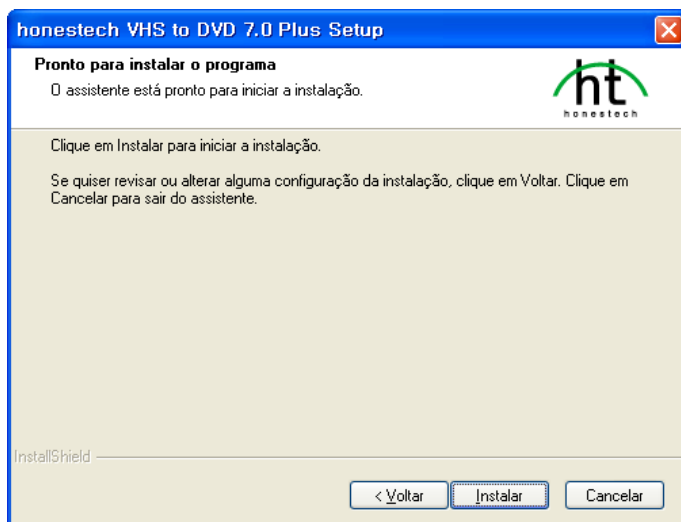 honestech VHS to DVD 7.0 Plus Setup
Pronto para instalar o programa
O assistente está pronto para iniciar a instalação.
ht
honestech
Clique em Instalar para iniciar a instalação.
Se quiser revisar ou alterar alguma configuração da instalação, clique em Voltar. Clique em
Cancelar para sair do assistente.
InstallShield
< Voltar
Instalar
Cancelar